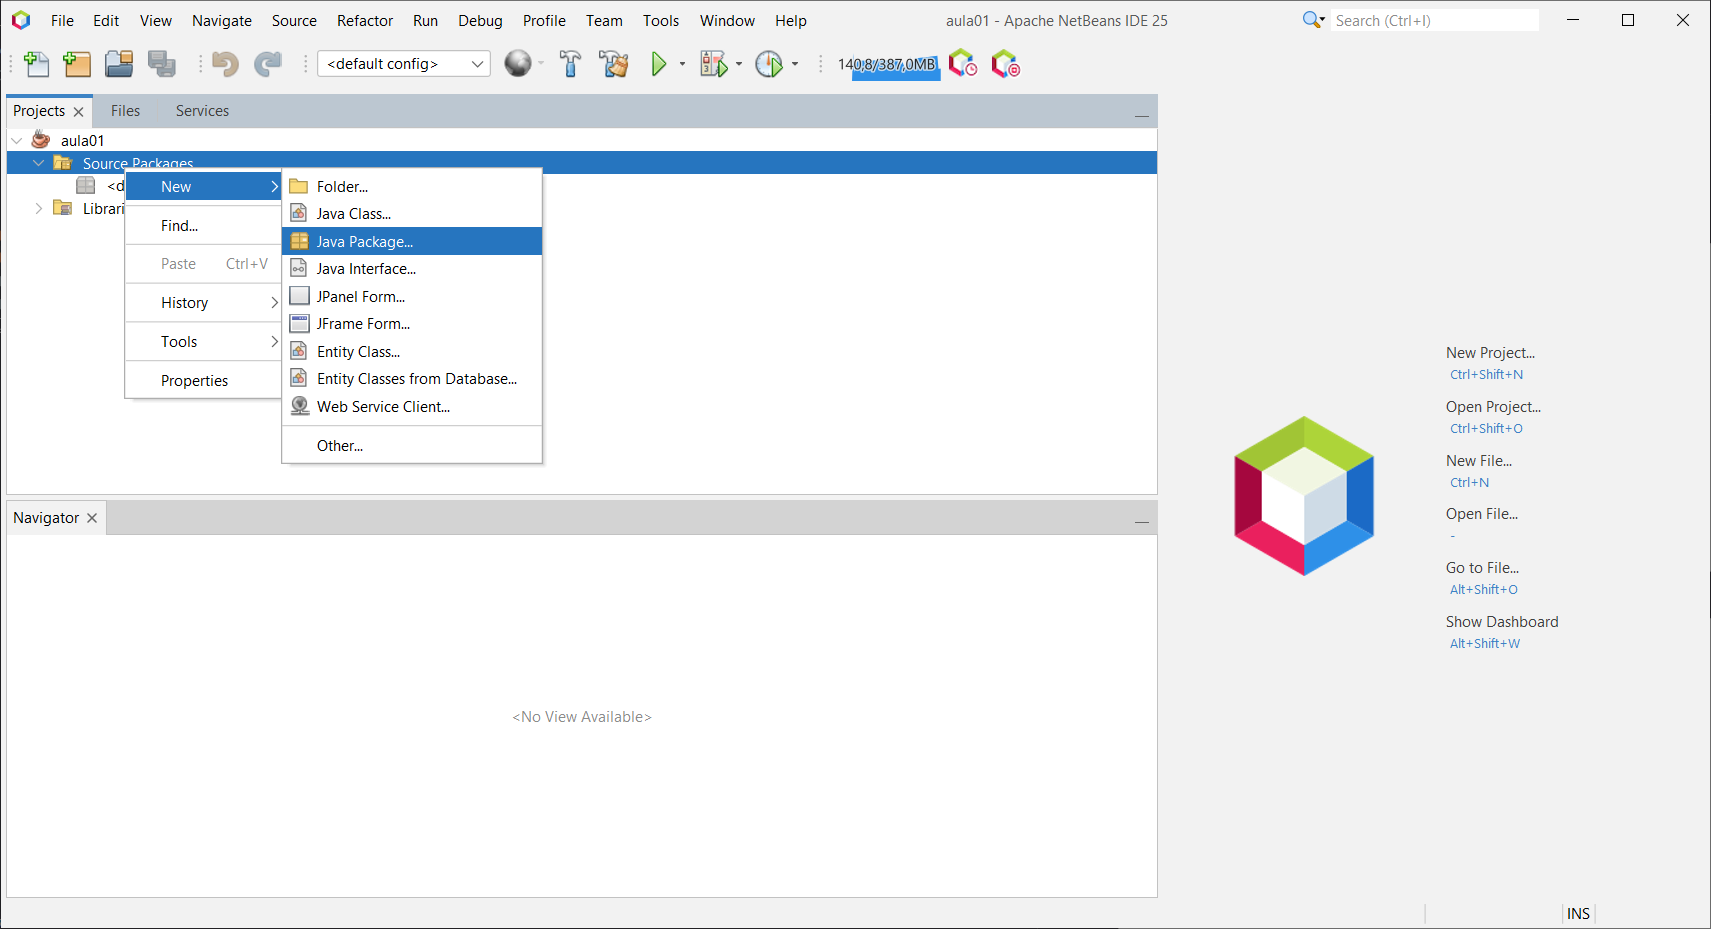 File Edit View Navigate Source Refactor Run Debug Profile Team Tools Window Help
aula01 - Apache NetBeans IDE 25
Search (Ctrl+I)
<default config>
140,8/387,0MB
Projects Files Services
aula01
Source Packages
<d
Librari
New
Find...
Paste Ctrl+V
History
Tools
Properties
Folder...
Java Class...
Java Package...
Java Interface...
JPanel Form...
JFrame Form...
Entity Class...
Entity Classes from Database...
Web Service Client...
Other...
Navigator
<No View Available>
New Project...
Ctrl+Shift+N
Open Project...
Ctrl+Shift+O
New File...
Ctrl+N
Open File...
-
Go to File...
Alt+Shift+O
Show Dashboard
Alt+Shift+W
INS